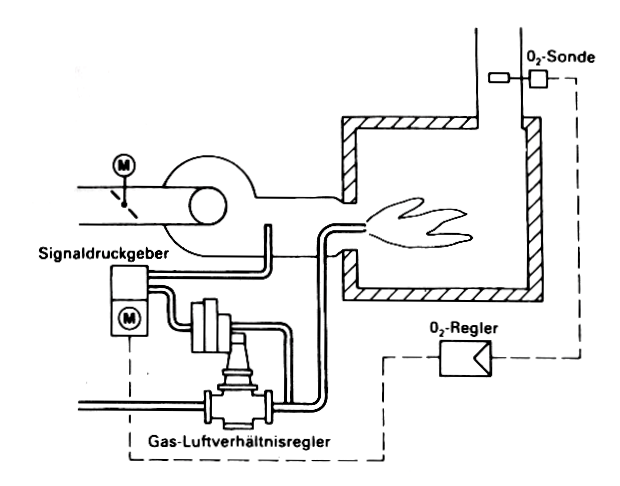 O₂-Sonde
M
Signaldruckgeber
M
O₂-Regler
Gas-Luftverhältnisregler